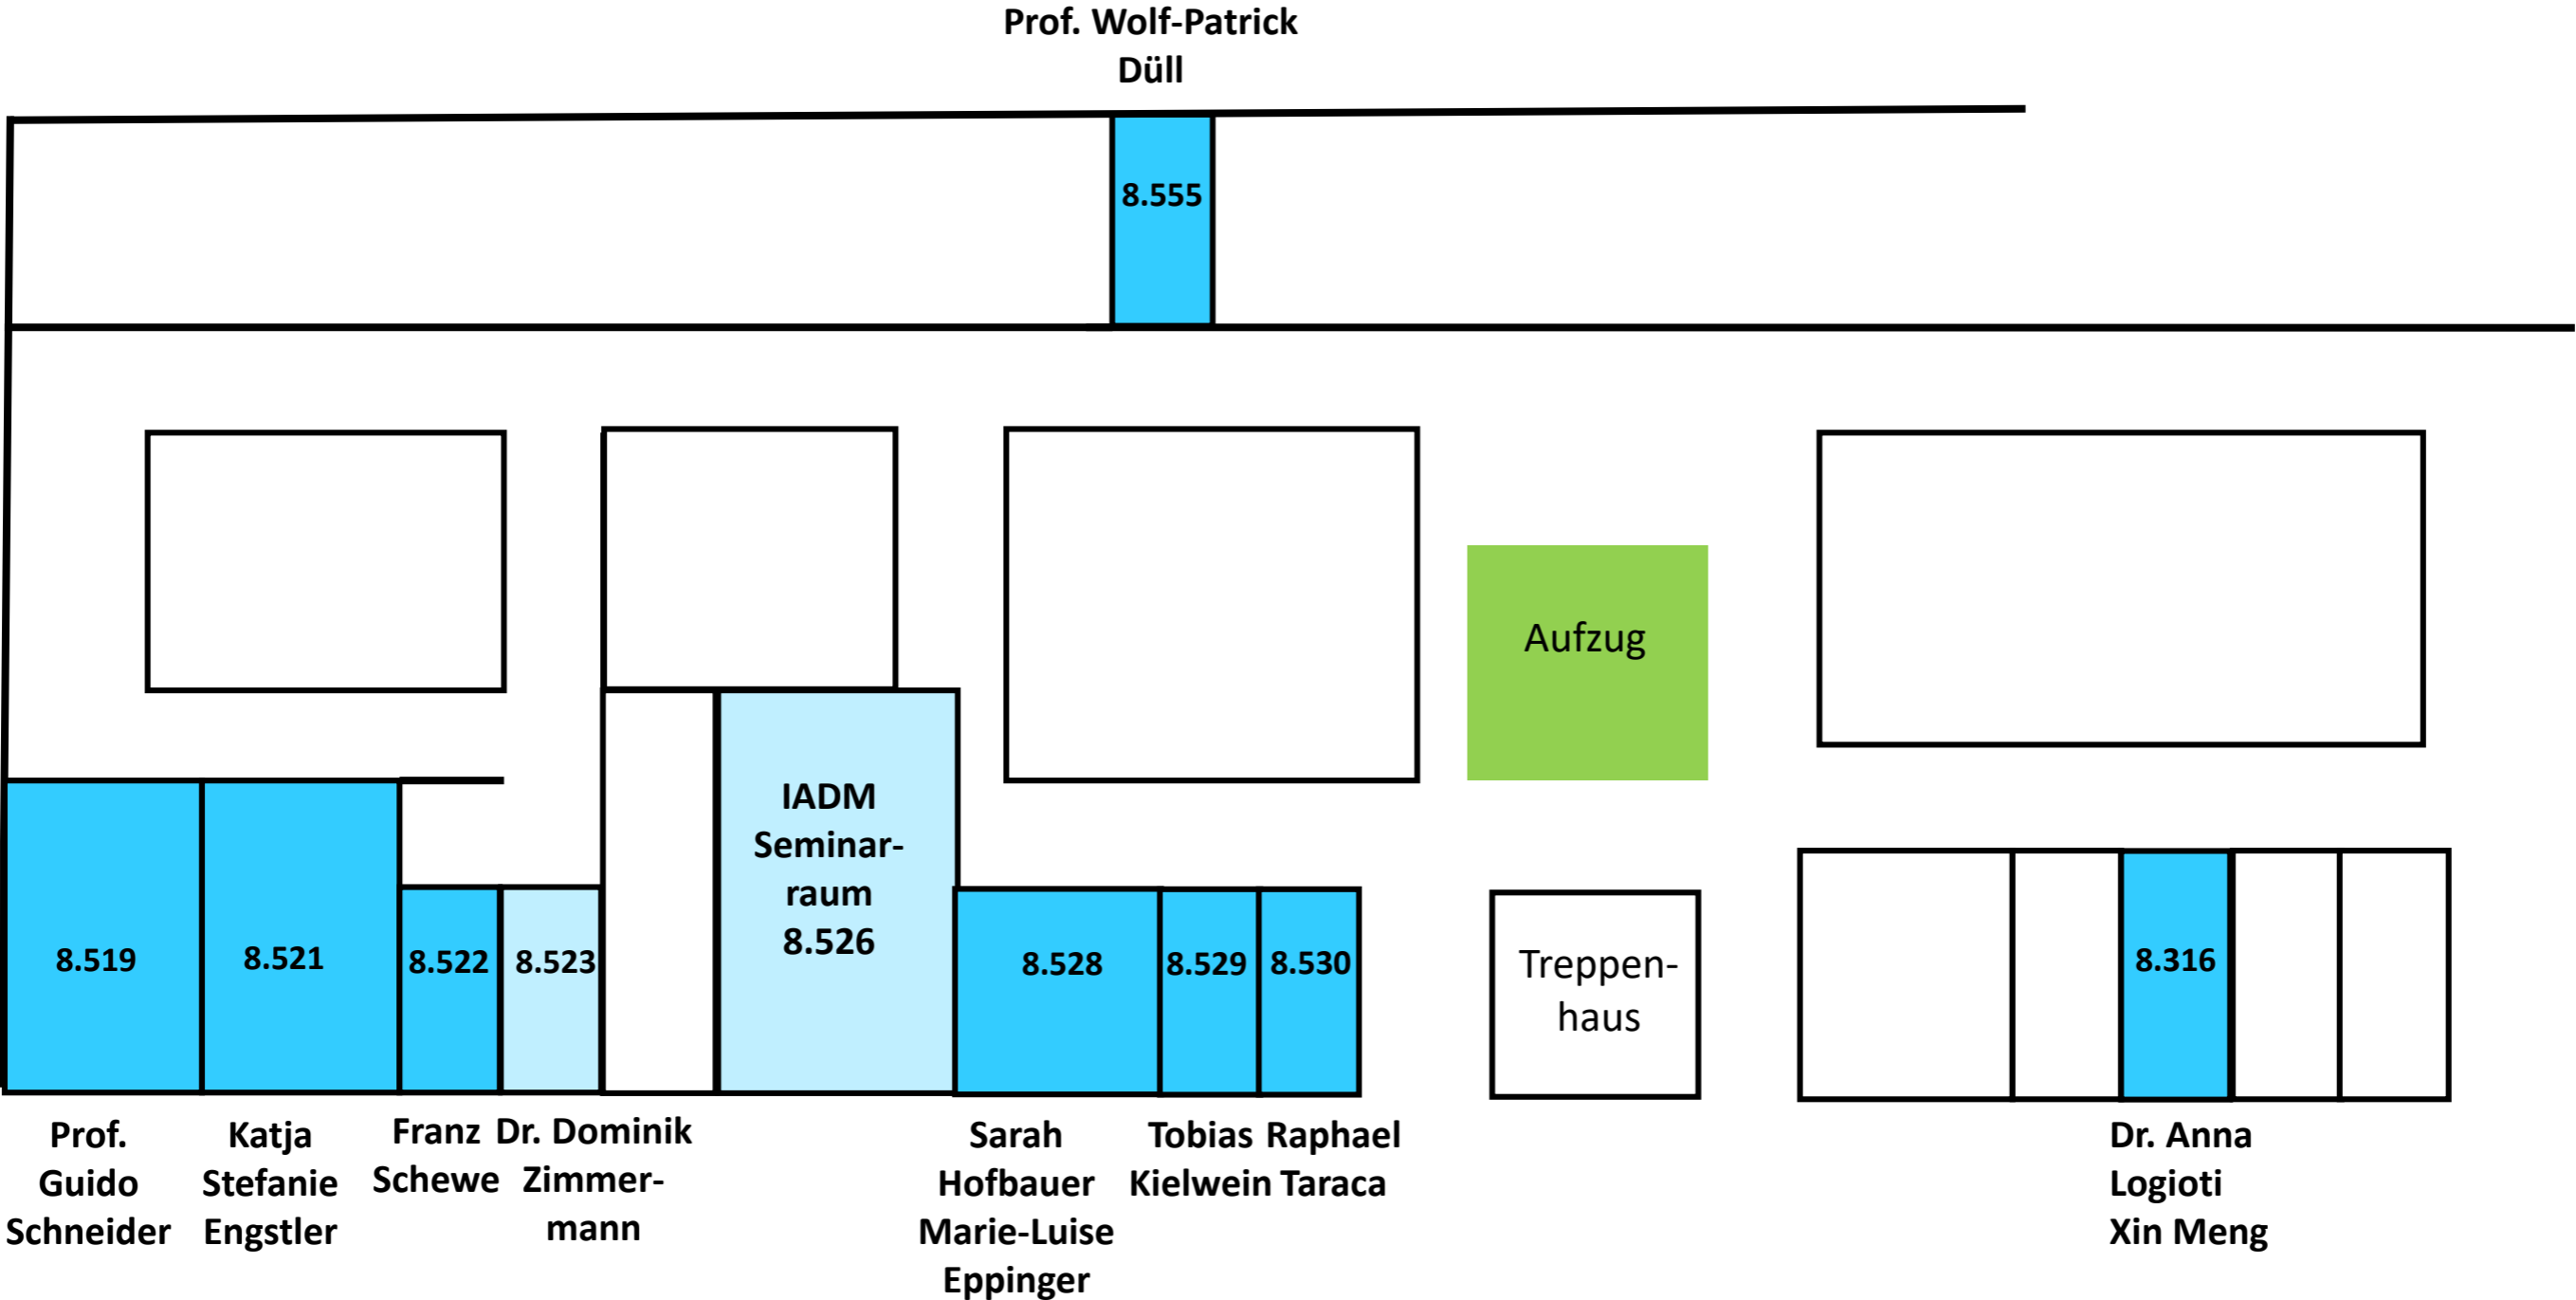 Prof. Wolf-Patrick
Düll
8.555
Aufzug
IADM
Seminar-
raum
8.526
8.519
8.521
8.522
8.523
8.528
8.529
8.530
Treppen-
haus
8.316
Prof.
Guido
Schneider
Katja
Stefanie
Engstler
Franz
Schewe
Dr. Dominik
Zimmer-
mann
Sarah
Hofbauer
Marie-Luise
Eppinger
Tobias
Kielwein
Raphael
Taraca
Dr. Anna
Logioti
Xin Meng